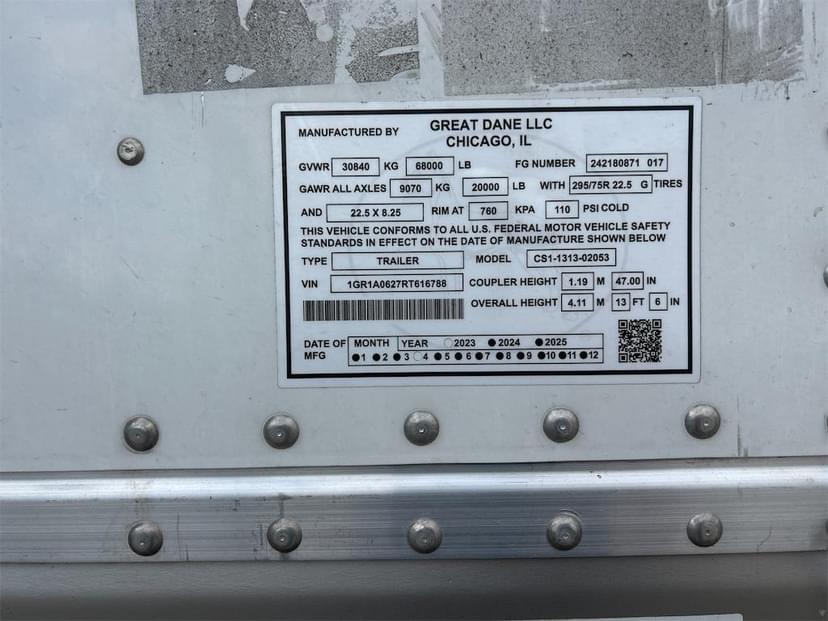 MANUFACTURED BY GREAT DANE LLC
CHICAGO, IL
GVWR 30840 KG 68000 LB FG NUMBER 242180871 017
GAWR ALL AXLES 9070 KG 20000 LB WITH 295/75R 22.5 G TIRES
AND 22.5 X 8.25 RIM AT 760 KPA 110 PSI COLD
THIS VEHICLE CONFORMS TO ALL U.S. FEDERAL MOTOR VEHICLE SAFETY
STANDARDS IN EFFECT ON THE DATE OF MANUFACTURE SHOWN BELOW
TYPE TRAILER MODEL CS1-1313-02053
VIN 1GR1A0627RT616788 COUPLER HEIGHT 1.19 M 47.00 IN
OVERALL HEIGHT 4.11 M 13 FT 6 IN
DATE OF MFG MONTH YEAR 2023 2024 2025
1 2 3 4 5 6 7 8 9 10 11 12